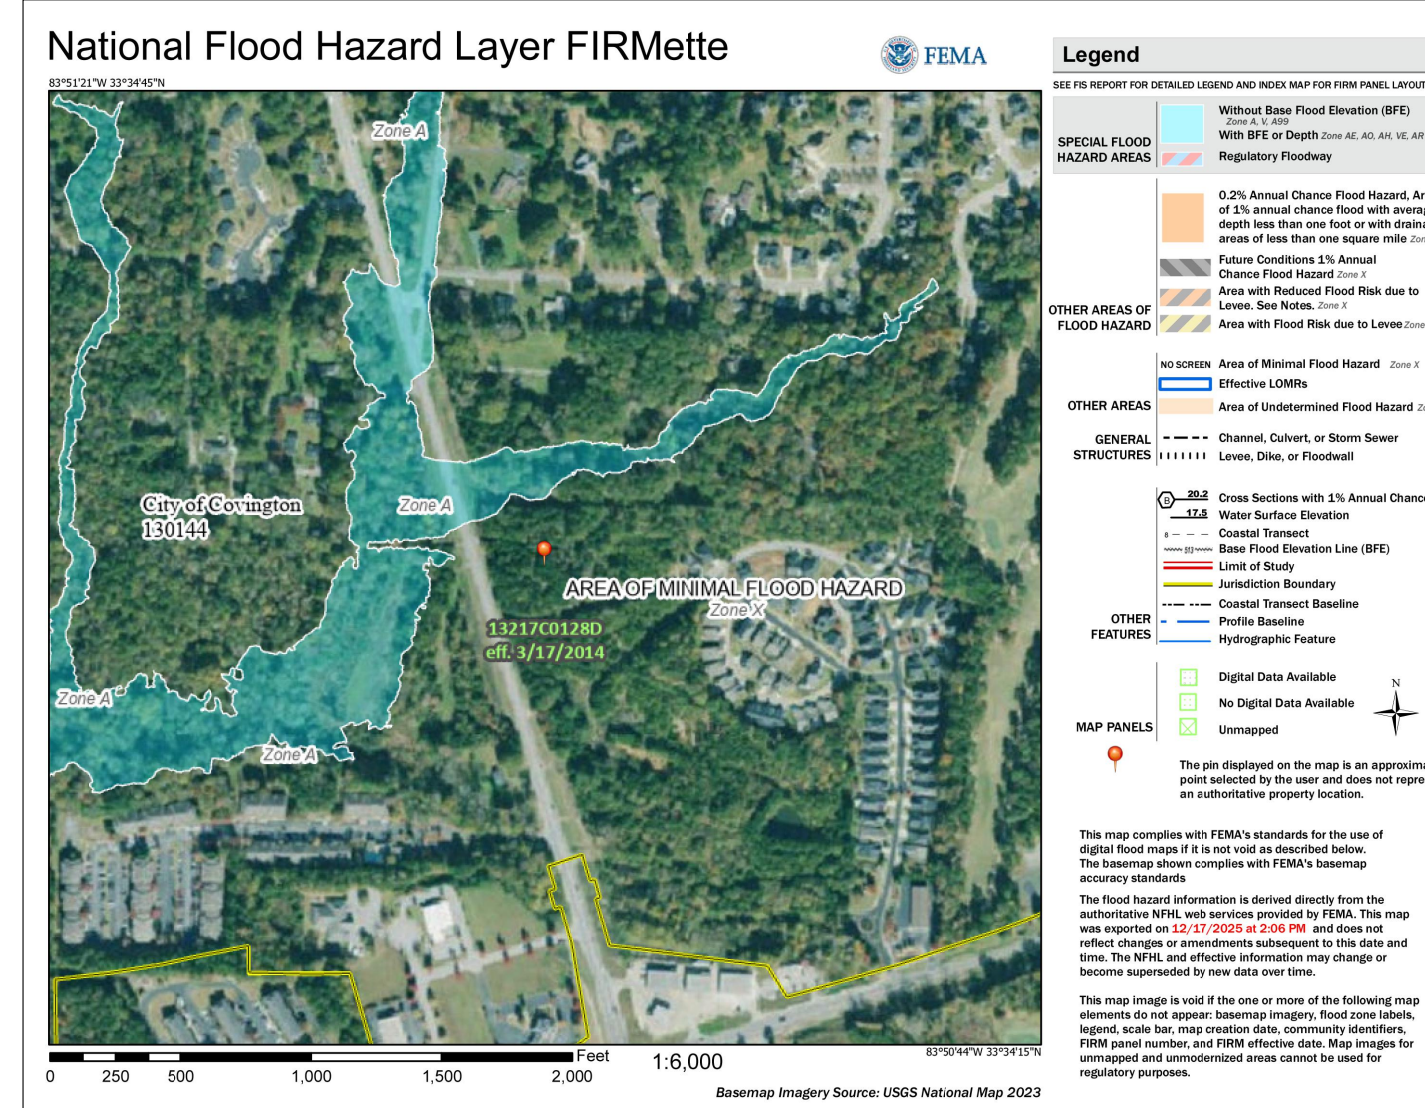 National Flood Hazard Layer FIRMette
FEMA
83°51'21"W 33°34'45"N
Zone A
Zone A
City of Covington
130144
AREA OF MINIMAL FLOOD HAZARD
Zone X
13217C0128D
eff. 3/17/2014
Zone A
Zone A
Feet
0 250 500 1,000 1,500 2,000
1:6,000
83°50'44"W 33°34'15"N
Basemap Imagery Source: USGS National Map 2023
Legend
SEE FIS REPORT FOR DETAILED LEGEND AND INDEX MAP FOR FIRM PANEL LAYOUT
SPECIAL FLOOD
HAZARD AREAS
Without Base Flood Elevation (BFE)
Zone A, V, A99
With BFE or Depth Zone AE, AO, AH, VE, AR
Regulatory Floodway
OTHER AREAS OF
FLOOD HAZARD
0.2% Annual Chance Flood Hazard,
of 1% annual chance flood with
depth less than one foot or with
areas of less than one square mile
Future Conditions 1% Annual
Chance Flood Hazard Zone X
Area with Reduced Flood Risk due to
Levee. See Notes. Zone X
Area with Flood Risk due to Levee Zone
OTHER AREAS
NO SCREEN Area of Minimal Flood Hazard Zone X
Effective LOMRs
Area of Undetermined Flood Hazard
GENERAL
STRUCTURES
Channel, Culvert, or Storm Sewer
Levee, Dike, or Floodwall
OTHER
FEATURES
B 20.2 Cross Sections with 1% Annual
17.5 Water Surface Elevation
8 Coastal Transect
513 Base Flood Elevation Line (BFE)
Limit of Study
Jurisdiction Boundary
Coastal Transect Baseline
Profile Baseline
Hydrographic Feature
MAP PANELS
Digital Data Available
No Digital Data Available
Unmapped
N
The pin displayed on the map is an
point selected by the user and does not
an authoritative property location.
This map complies with FEMA's standards for the use of
digital flood maps if it is not void as described below.
The basemap shown complies with FEMA's basemap
accuracy standards
The flood hazard information is derived directly from the
authoritative NFHL web services provided by FEMA. This map
was exported on 12/17/2025 at 2:06 PM and does not
reflect changes or amendments subsequent to this date and
time. The NFHL and effective information may change or
become superseded by new data over time.
This map image is void if the one or more of the following map
elements do not appear: basemap imagery, flood zone labels,
legend, scale bar, map creation date, community identifiers,
FIRM panel number, and FIRM effective date. Map images for
unmapped and unmodernized areas cannot be used for
regulatory purposes.